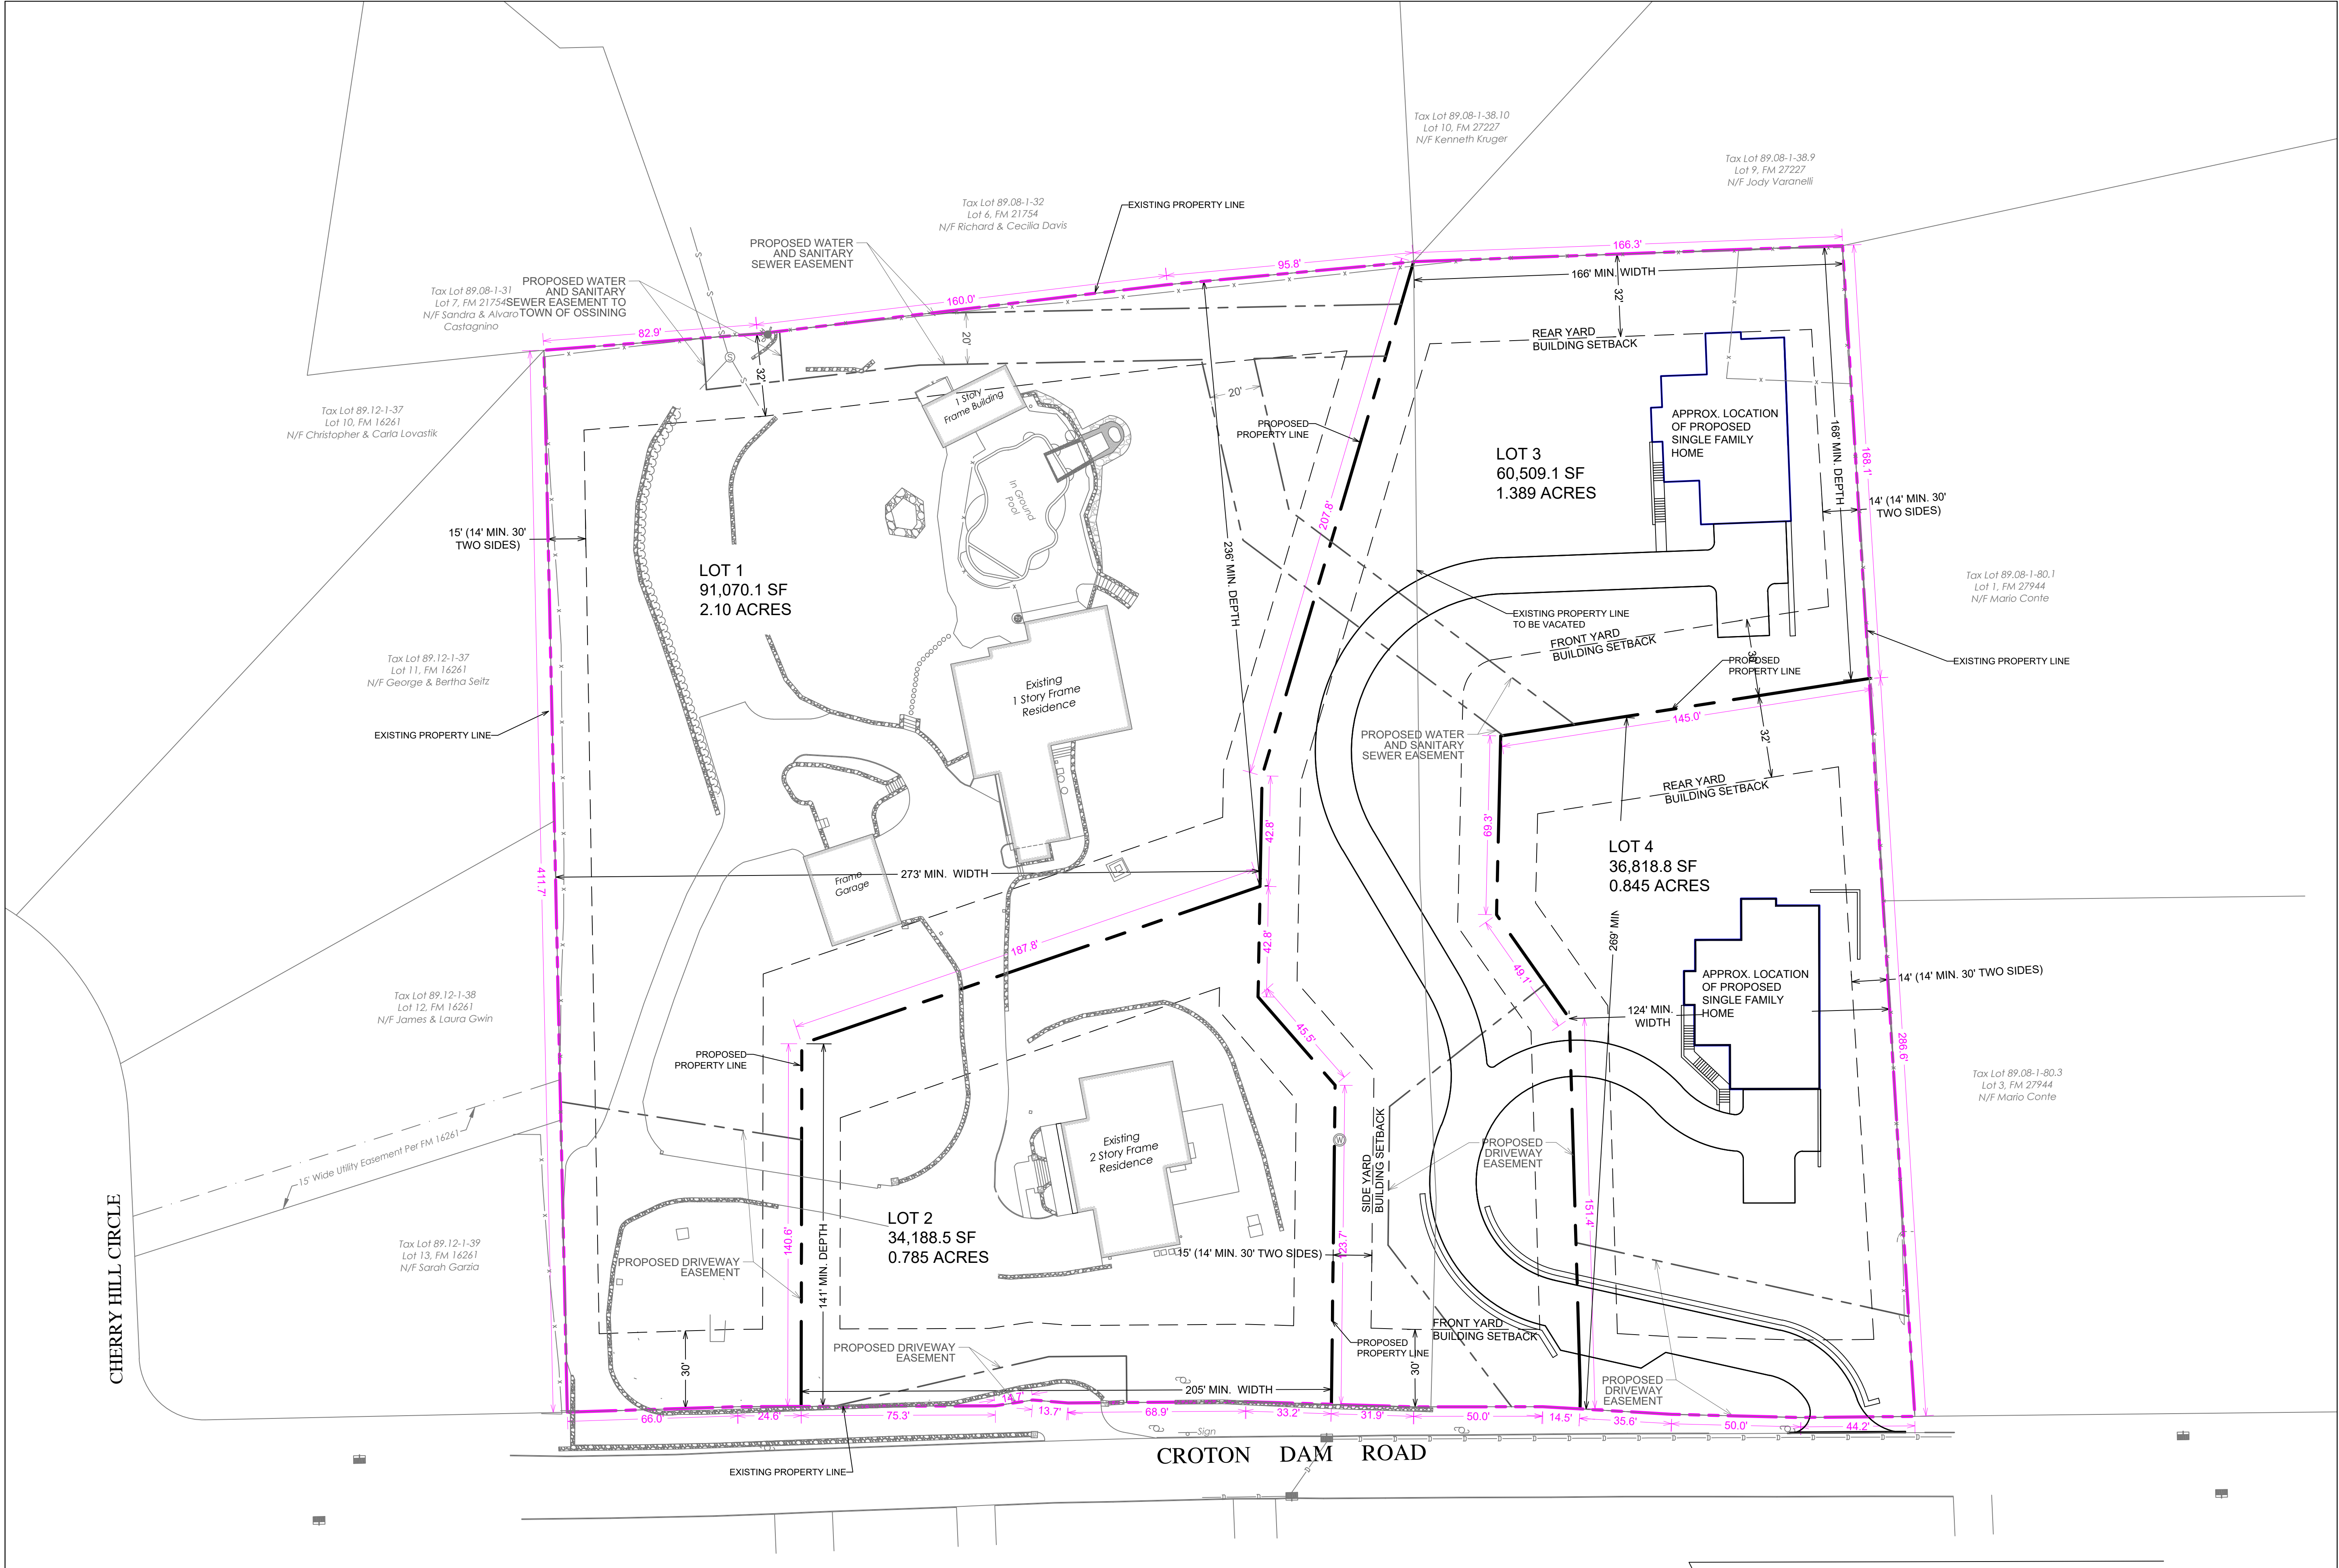 Tax Lot 89.08-1-38.10
Lot 10, FM 27227
N/F Kenneth Kruger
Tax Lot 89.08-1-38.9
Lot 9, FM 27227
N/F Jody Varanelli
Tax Lot 89.08-1-32
Lot 6, FM 21754
N/F Richard & Cecilia Davis
EXISTING PROPERTY LINE
PROPOSED WATER
AND SANITARY
SEWER EASEMENT
Tax Lot 89.08-1-31
Lot 7, FM 21754
N/F Sandra & Alvaro
Castagnino
PROPOSED WATER
AND SANITARY
SEWER EASEMENT TO
TOWN OF OSSINING
82.9'
160.0'
95.8'
166.3'
166' MIN. WIDTH
32'
32'
20'
20'
REAR YARD
BUILDING SETBACK
1 Story
Frame Building
In Ground
Pool
Tax Lot 89.12-1-37
Lot 10, FM 16261
N/F Christopher & Carla Lovastik
PROPOSED
PROPERTY LINE
APPROX. LOCATION
OF PROPOSED
SINGLE FAMILY
HOME
168' MIN. DEPTH
168.1'
LOT 3
60,509.1 SF
1.389 ACRES
14' (14' MIN. 30'
TWO SIDES)
15' (14' MIN. 30'
TWO SIDES)
207.8'
236' MIN. DEPTH
LOT 1
91,070.1 SF
2.10 ACRES
Tax Lot 89.08-1-80.1
Lot 1, FM 27944
N/F Mario Conte
EXISTING PROPERTY LINE
TO BE VACATED
FRONT YARD
BUILDING SETBACK
30'
PROPOSED
PROPERTY LINE
EXISTING PROPERTY LINE
Tax Lot 89.12-1-37
Lot 11, FM 16261
N/F George & Bertha Seitz
Existing
1 Story Frame
Residence
EXISTING PROPERTY LINE
PROPOSED WATER
AND SANITARY
SEWER EASEMENT
145.0'
32'
REAR YARD
BUILDING SETBACK
69.3'
42.8'
411.7'
Frame
Garage
273' MIN.  WIDTH
LOT 4
36,818.8 SF
0.845 ACRES
269' MIN
187.8'
42.8'
49.1'
APPROX. LOCATION
OF PROPOSED
SINGLE FAMILY
HOME
14' (14' MIN. 30' TWO SIDES)
124' MIN.
WIDTH
Tax Lot 89.12-1-38
Lot 12, FM 16261
N/F James & Laura Gwin
45.5'
286.6'
PROPOSED
PROPERTY LINE
Tax Lot 89.08-1-80.3
Lot 3, FM 27944
N/F Mario Conte
15' Wide Utility Easement Per FM 16261
Existing
2 Story Frame
Residence
W
PROPOSED
DRIVEWAY
EASEMENT
SIDE YARD
BUILDING SETBACK
151.4'
CHERRY HILL CIRCLE
Tax Lot 89.12-1-39
Lot 13, FM 16261
N/F Sarah Garzia
LOT 2
34,188.5 SF
0.785 ACRES
140.6'
141' MIN. DEPTH
15' (14' MIN. 30' TWO SIDES)
123.7'
PROPOSED DRIVEWAY
EASEMENT
PROPOSED DRIVEWAY
EASEMENT
FRONT YARD
BUILDING SETBACK
PROPOSED
PROPERTY LINE
30'
30'
PROPOSED
DRIVEWAY
EASEMENT
205' MIN.  WIDTH
66.0'
24.6'
75.3'
14.7'
13.7'
68.9'
33.2'
31.9'
50.0'
14.5'
35.6'
50.0'
44.2'
Sign
CROTON DAM ROAD
EXISTING PROPERTY LINE